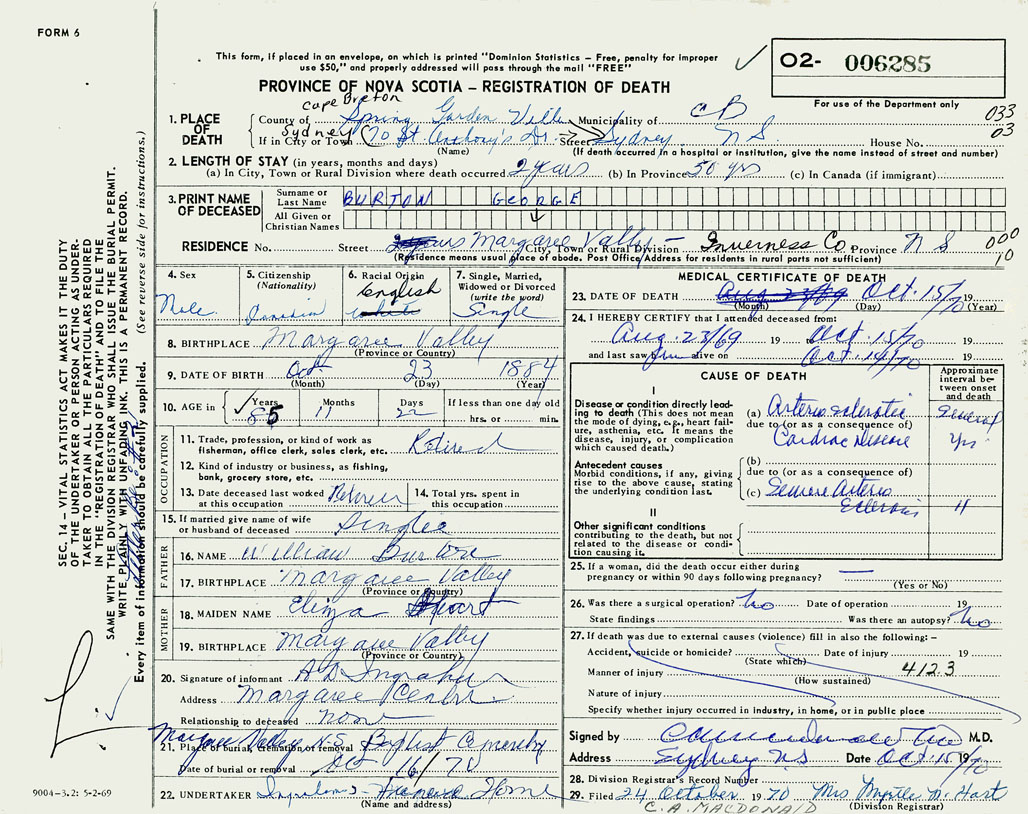 FORM 6
This form, if placed in an envelope, on which is printed "Dominion Statistics - Free, penalty for improper
use $50," and properly addressed will pass through the mail "FREE"
O2- 006285
For use of the Department only
PROVINCE OF NOVA SCOTIA - REGISTRATION OF DEATH
Cape Breton
033
03
1. PLACE OF DEATH
County of Spring Garden Villa Municipality of C B
If in City or Town Sydney (70 St. Anthony's Dr. Street Sydney N S House No.
(Name) (If death occurred in a hospital or institution, give the name instead of street and number)
2. LENGTH OF STAY (in years, months and days)
(a) In City, Town or Rural Division where death occurred 2 years (b) In Province 50 yrs (c) In Canada (if immigrant)
3. PRINT NAME OF DECEASED
Surname or Last Name BURTON GEORGE
All Given or Christian Names
RESIDENCE No. Street Margaree Valley - City, Town or Rural Division Inverness Co Province N S
000
10
(Residence means usual place of abode. Post Office Address for residents in rural parts not sufficient)
4. Sex Male
5. Citizenship (Nationality) Canadian
6. Racial Origin English
7. Single, Married, Widowed or Divorced (write the word) Single
8. BIRTHPLACE Margaree Valley
(Province or Country)
9. DATE OF BIRTH Oct 23 1884
(Month) (Day) (Year)
10. AGE in Years 85 Months 11 Days 22 If less than one day old hrs. or min.
OCCUPATION
11. Trade, profession, or kind of work as fisherman, office clerk, sales clerk, etc. Retired
12. Kind of industry or business, as fishing, bank, grocery store, etc.
13. Date deceased last worked at this occupation
14. Total yrs. spent in this occupation
15. If married give name of wife or husband of deceased Single
FATHER
16. NAME William Burton
17. BIRTHPLACE Margaree Valley
(Province or Country)
MOTHER
18. MAIDEN NAME Eliza
19. BIRTHPLACE Margaree Valley
(Province or Country)
20. Signature of informant A D Ingraham
Address Margaree Centre
Relationship to deceased none
Margaree Valley N.S. Baptist Cemetery
21. Place of burial, cremation or removal
Date of burial or removal Oct 16/70
22. UNDERTAKER Ingraham's Funeral Home
(Name and address)
MEDICAL CERTIFICATE OF DEATH
23. DATE OF DEATH Aug 23/69 Oct. 15/70 19
(Month) (Day) (Year)
24. I HEREBY CERTIFY that I attended deceased from:
Aug. 23/69 19 to Oct 15/70
and last saw him alive on Oct 14/70 19
CAUSE OF DEATH
Approximate interval between onset and death
I
Disease or condition directly leading to death (This does not mean the mode of dying, e.g., heart failure, asthenia, etc. It means the disease, injury, or complication which caused death.)
(a) Arteriosclerotic
due to (or as a consequence of)
Cardiac Disease
several yrs
Antecedent causes
Morbid conditions, if any, giving rise to the above cause, stating the underlying condition last.
(b)
due to (or as a consequence of)
(c) Severe Arterio
Sclerosis "
II
Other significant conditions contributing to the death, but not related to the disease or condition causing it.
25. If a woman, did the death occur either during pregnancy or within 90 days following pregnancy? —
(Yes or No)
26. Was there a surgical operation? no Date of operation 19
State findings Was there an autopsy? no
27. If death was due to external causes (violence) fill in also the following:-
Accident, suicide or homicide? Date of injury 19
(State which)
Manner of injury 4123
(How sustained)
Nature of injury
Specify whether injury occurred in industry, in home, or in public place
Signed by M.D.
Address Sydney N S Date Oct 15 1970
28. Division Registrar's Record Number
29. Filed 24 October 1970 Mrs Myrtle M. Hart
C. A. MACDONALD (Division Registrar)
SEC. 14 - VITAL STATISTICS ACT MAKES IT THE DUTY
OF THE UNDERTAKER OR PERSON ACTING AS UNDER-
TAKER TO OBTAIN ALL THE PARTICULARS REQUIRED
IN THE "REGISTRATION OF DEATH" AND TO FILE THE
SAME WITH THE DIVISION REGISTRAR WHO SHALL ISSUE THE BURIAL PERMIT.
WRITE PLAINLY WITH UNFADING INK. THIS IS A PERMANENT RECORD.
Every item of information should be carefully supplied. (See reverse side for instructions.)
9004-3.2: 5-2-69